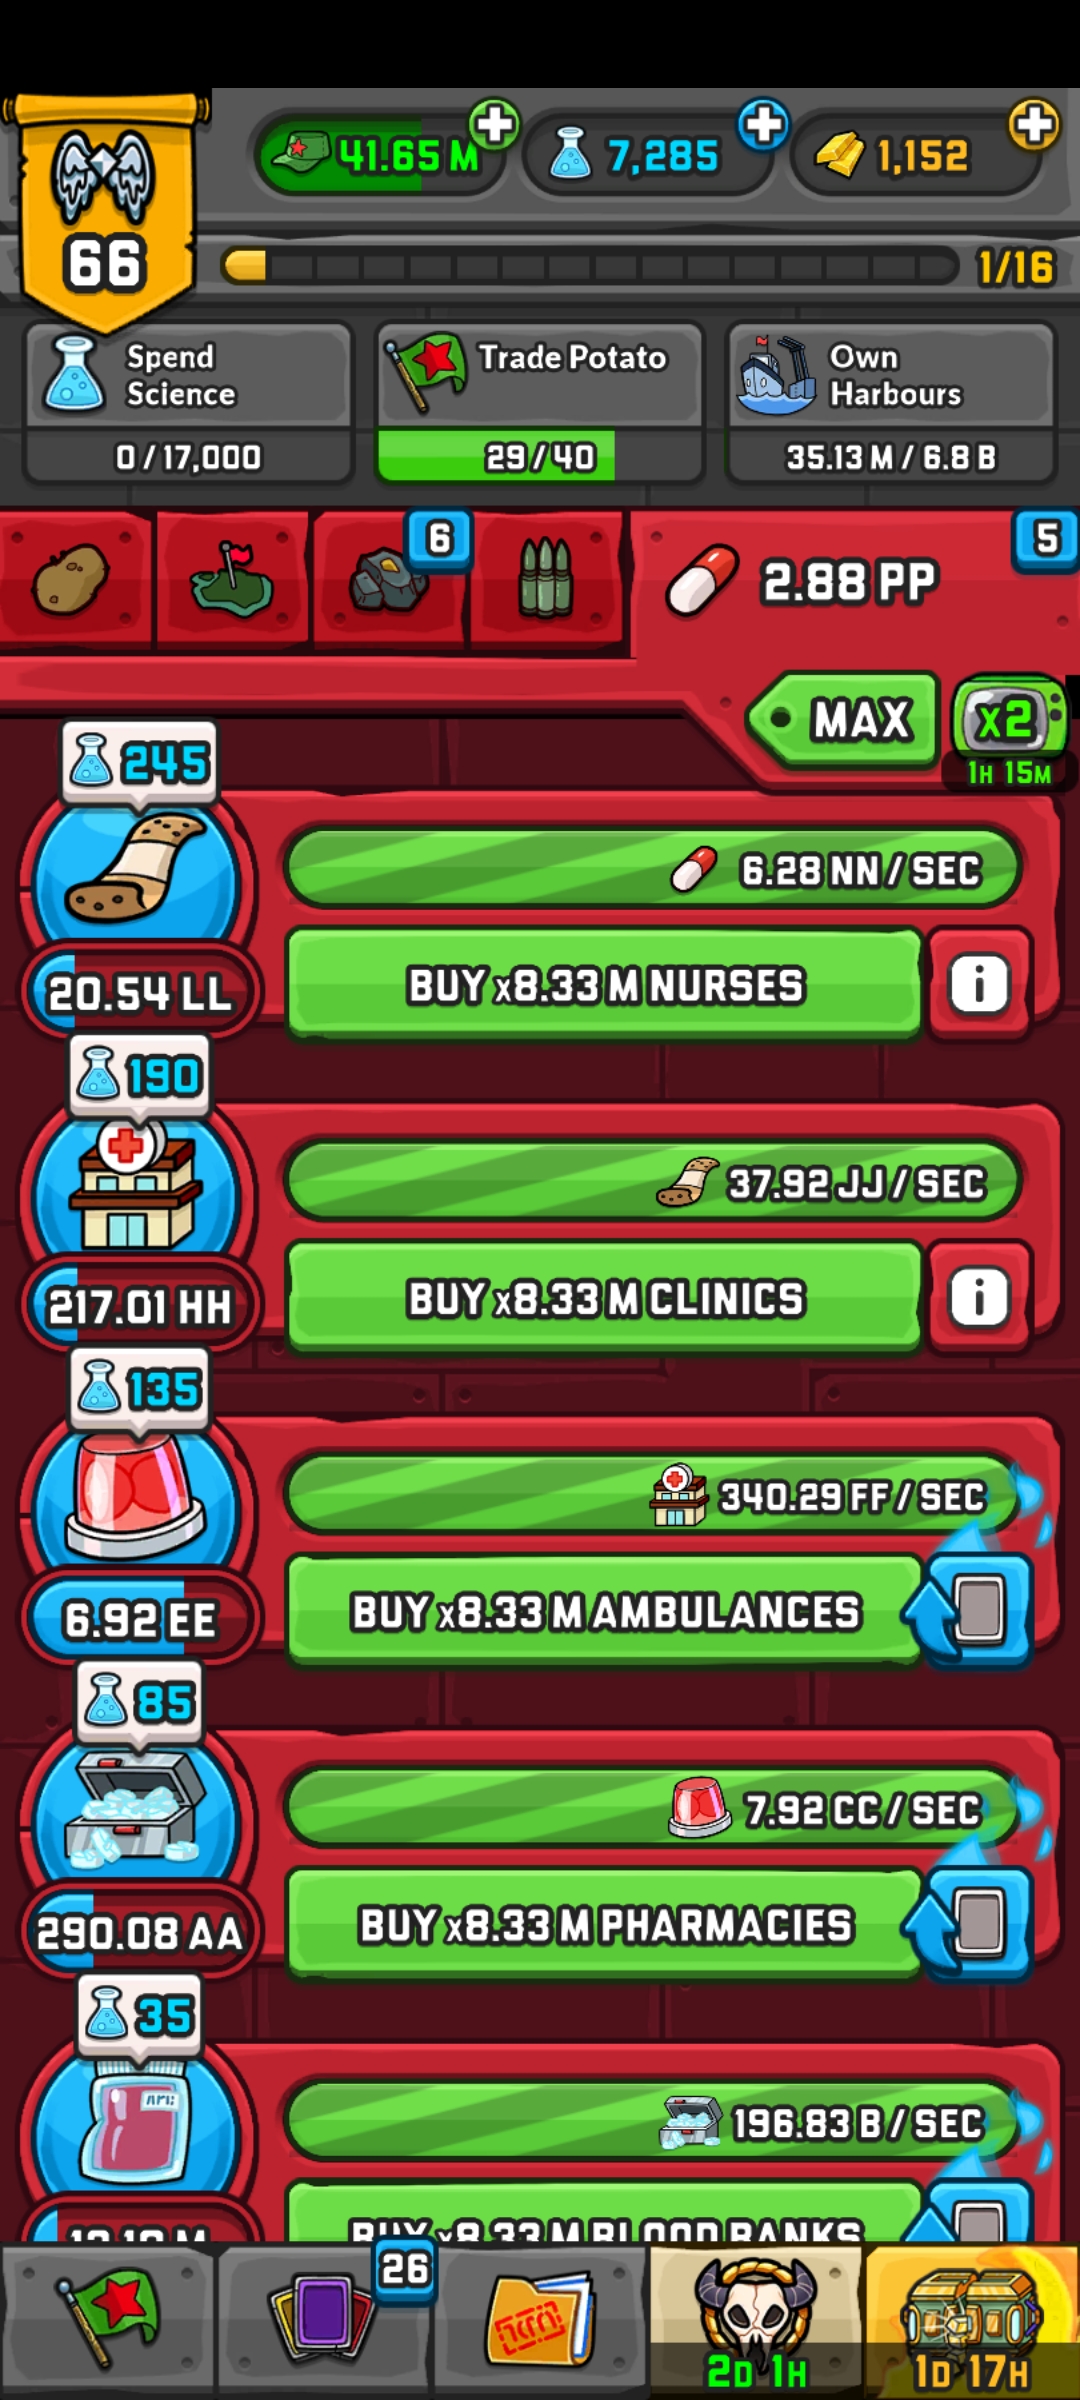 41.65 M
7,285
1,152
66
1/16
Spend
Science
0 / 17,000
Trade Potato
29 / 40
Own
Harbours
35.13 M / 6.8 B
6
5
2.88 PP
MAX
x2
1H 15M
245
6.28 NN / SEC
20.54 LL
BUY x8.33 M NURSES
190
37.92 JJ / SEC
217.01 HH
BUY x8.33 M CLINICS
135
340.29 FF / SEC
6.92 EE
BUY x8.33 M AMBULANCES
85
7.92 CC / SEC
290.08 AA
BUY x8.33 M PHARMACIES
35
196.83 B / SEC
BUY x8.33 M BLOOD BANKS
26
2D 1H
1D 17H